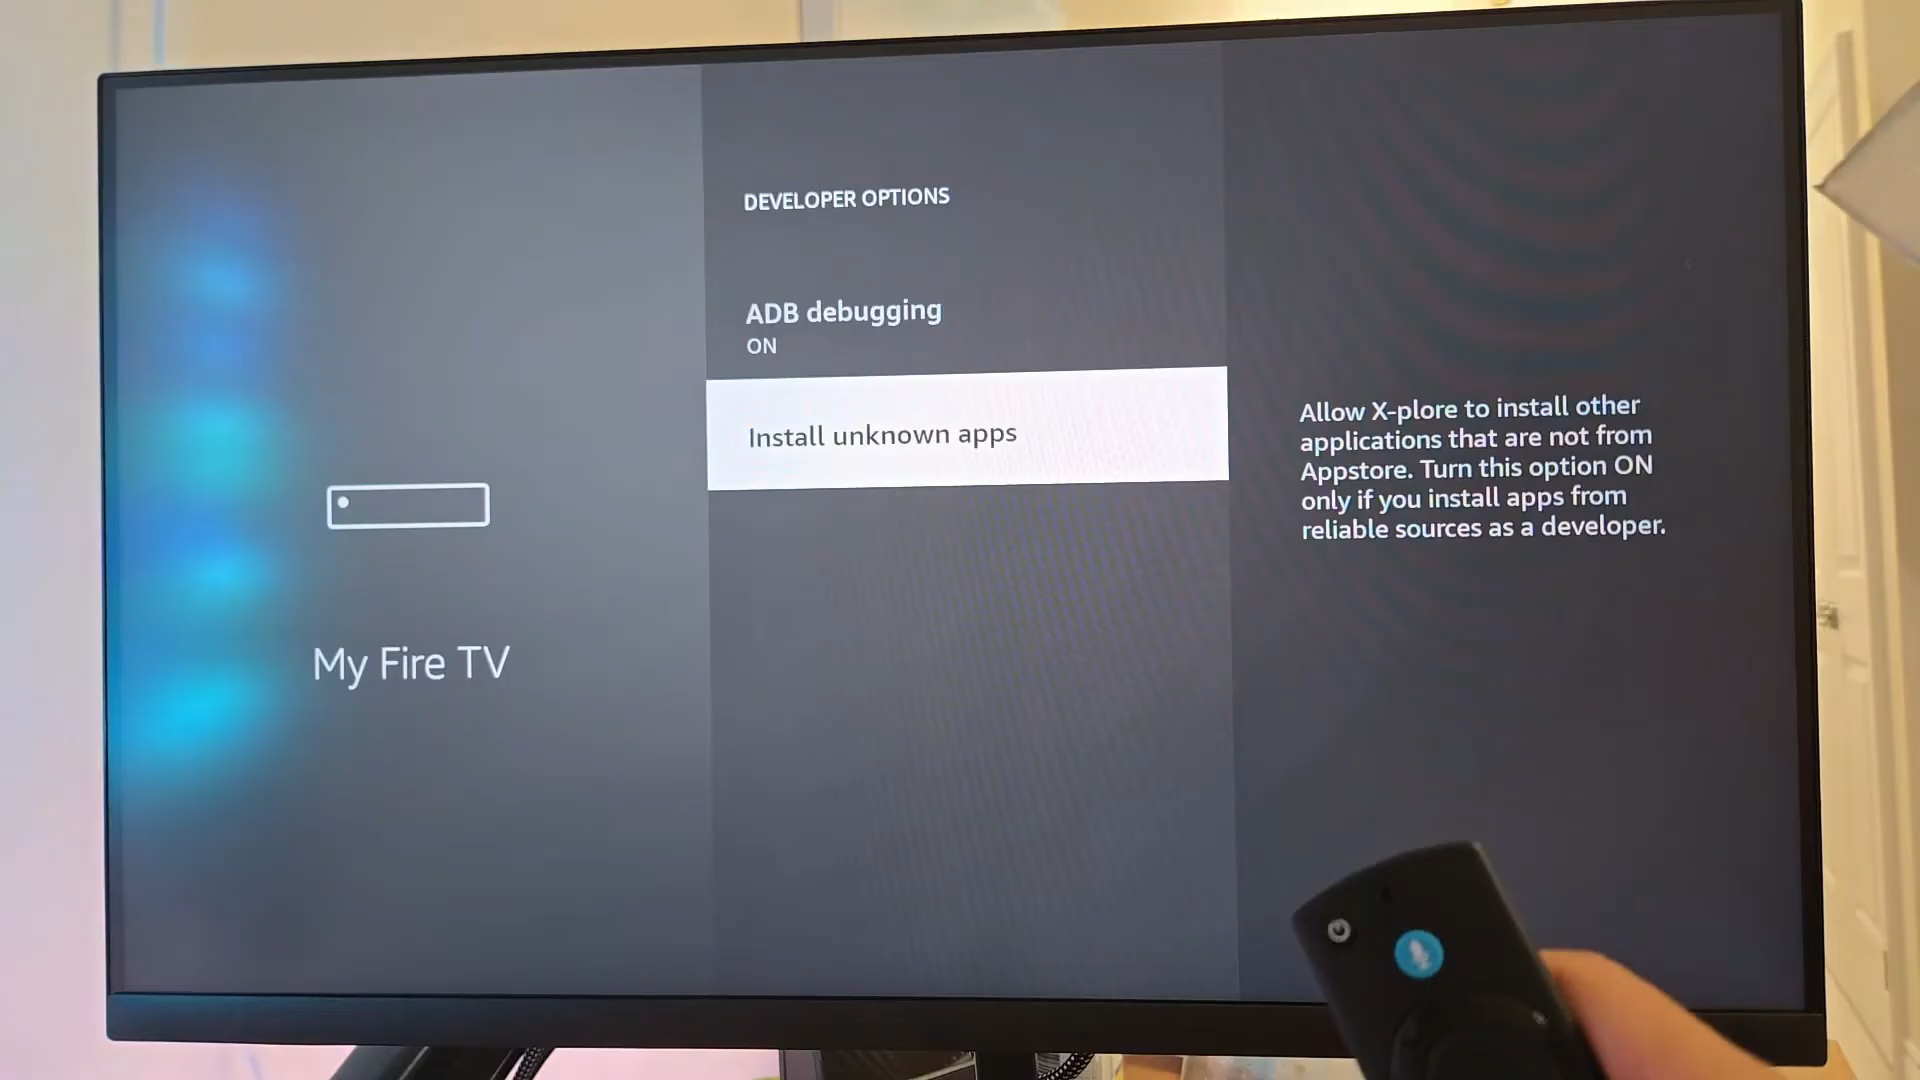 DEVELOPER OPTIONS
ADB debugging
ON
Install unknown apps
My Fire TV
Allow X-plore to install other
applications that are not from
Appstore. Turn this option ON
only if you install apps from
reliable sources as a developer.